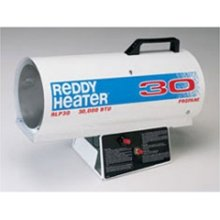 REDDY
HEATER
30
RLP30 30,000 BTU
PROPANE